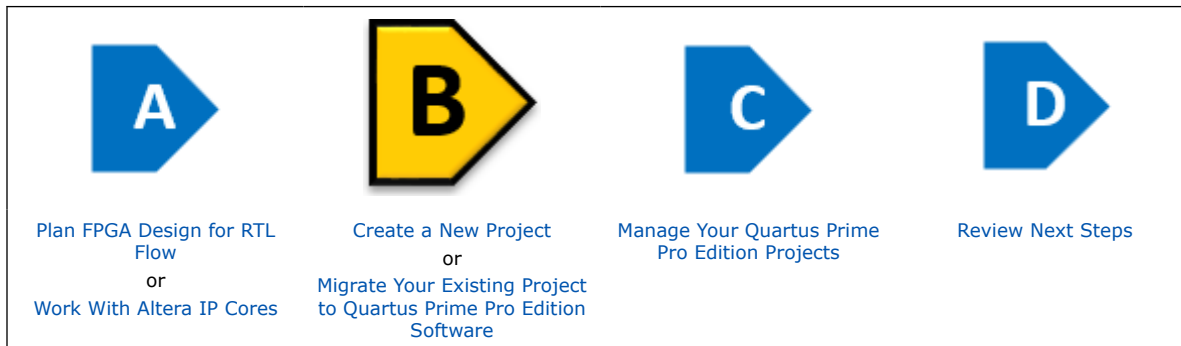 A
Plan FPGA Design for RTL
Flow
or
Work With Altera IP Cores
B
Create a New Project
or
Migrate Your Existing Project
to Quartus Prime Pro Edition
Software
C
Manage Your Quartus Prime
Pro Edition Projects
D
Review Next Steps